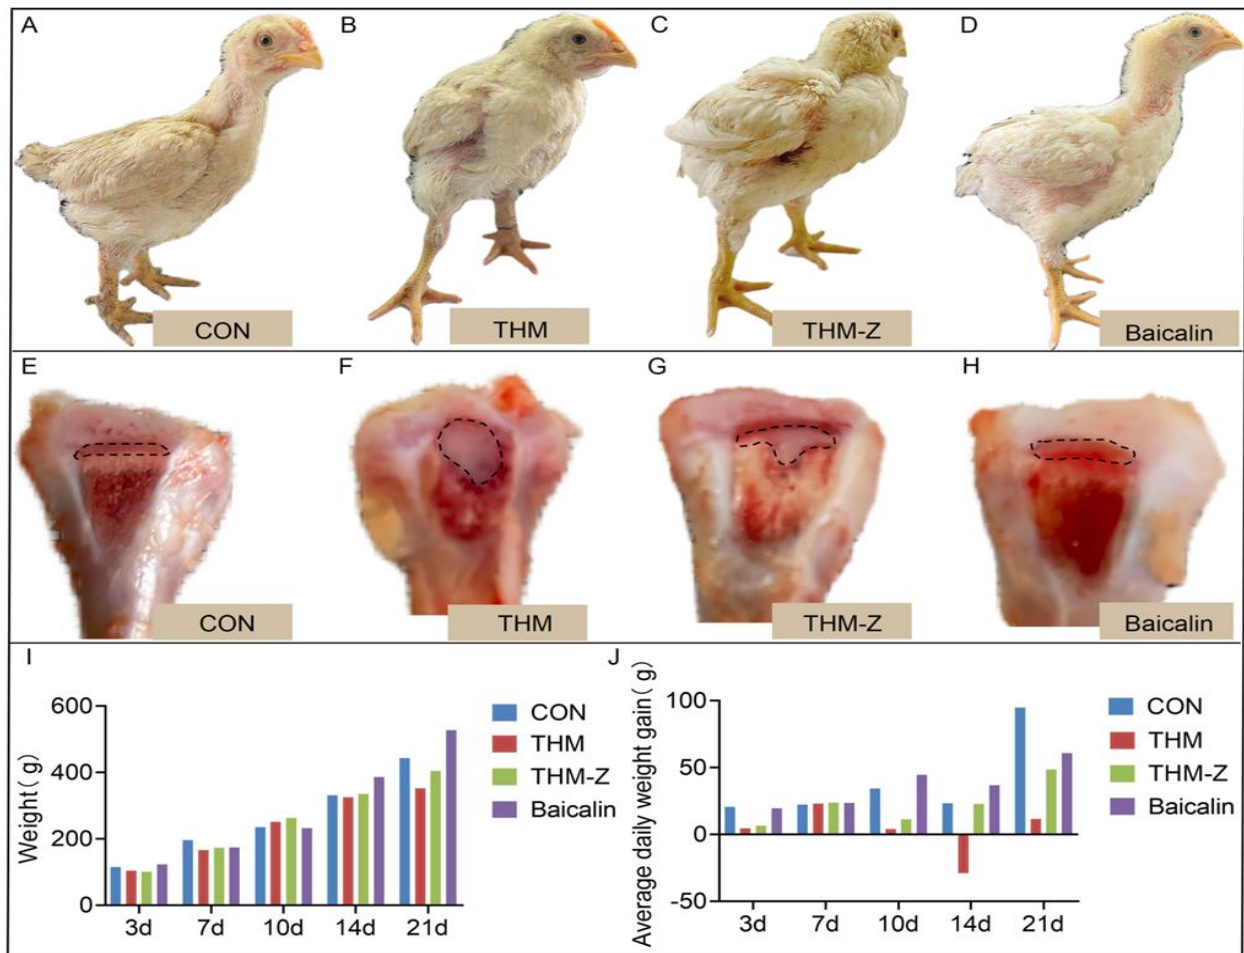 A
B
C
D
CON
THM
THM-Z
Baicalin
E
F
G
H
CON
THM
THM-Z
Baicalin
I
Weight( g)
600
400
200
0
3d 7d 10d 14d 21d
CON
THM
THM-Z
Baicalin
J
Average daily weight gain( g)
100
50
0
-50
3d 7d 10d 14d 21d
CON
THM
THM-Z
Baicalin